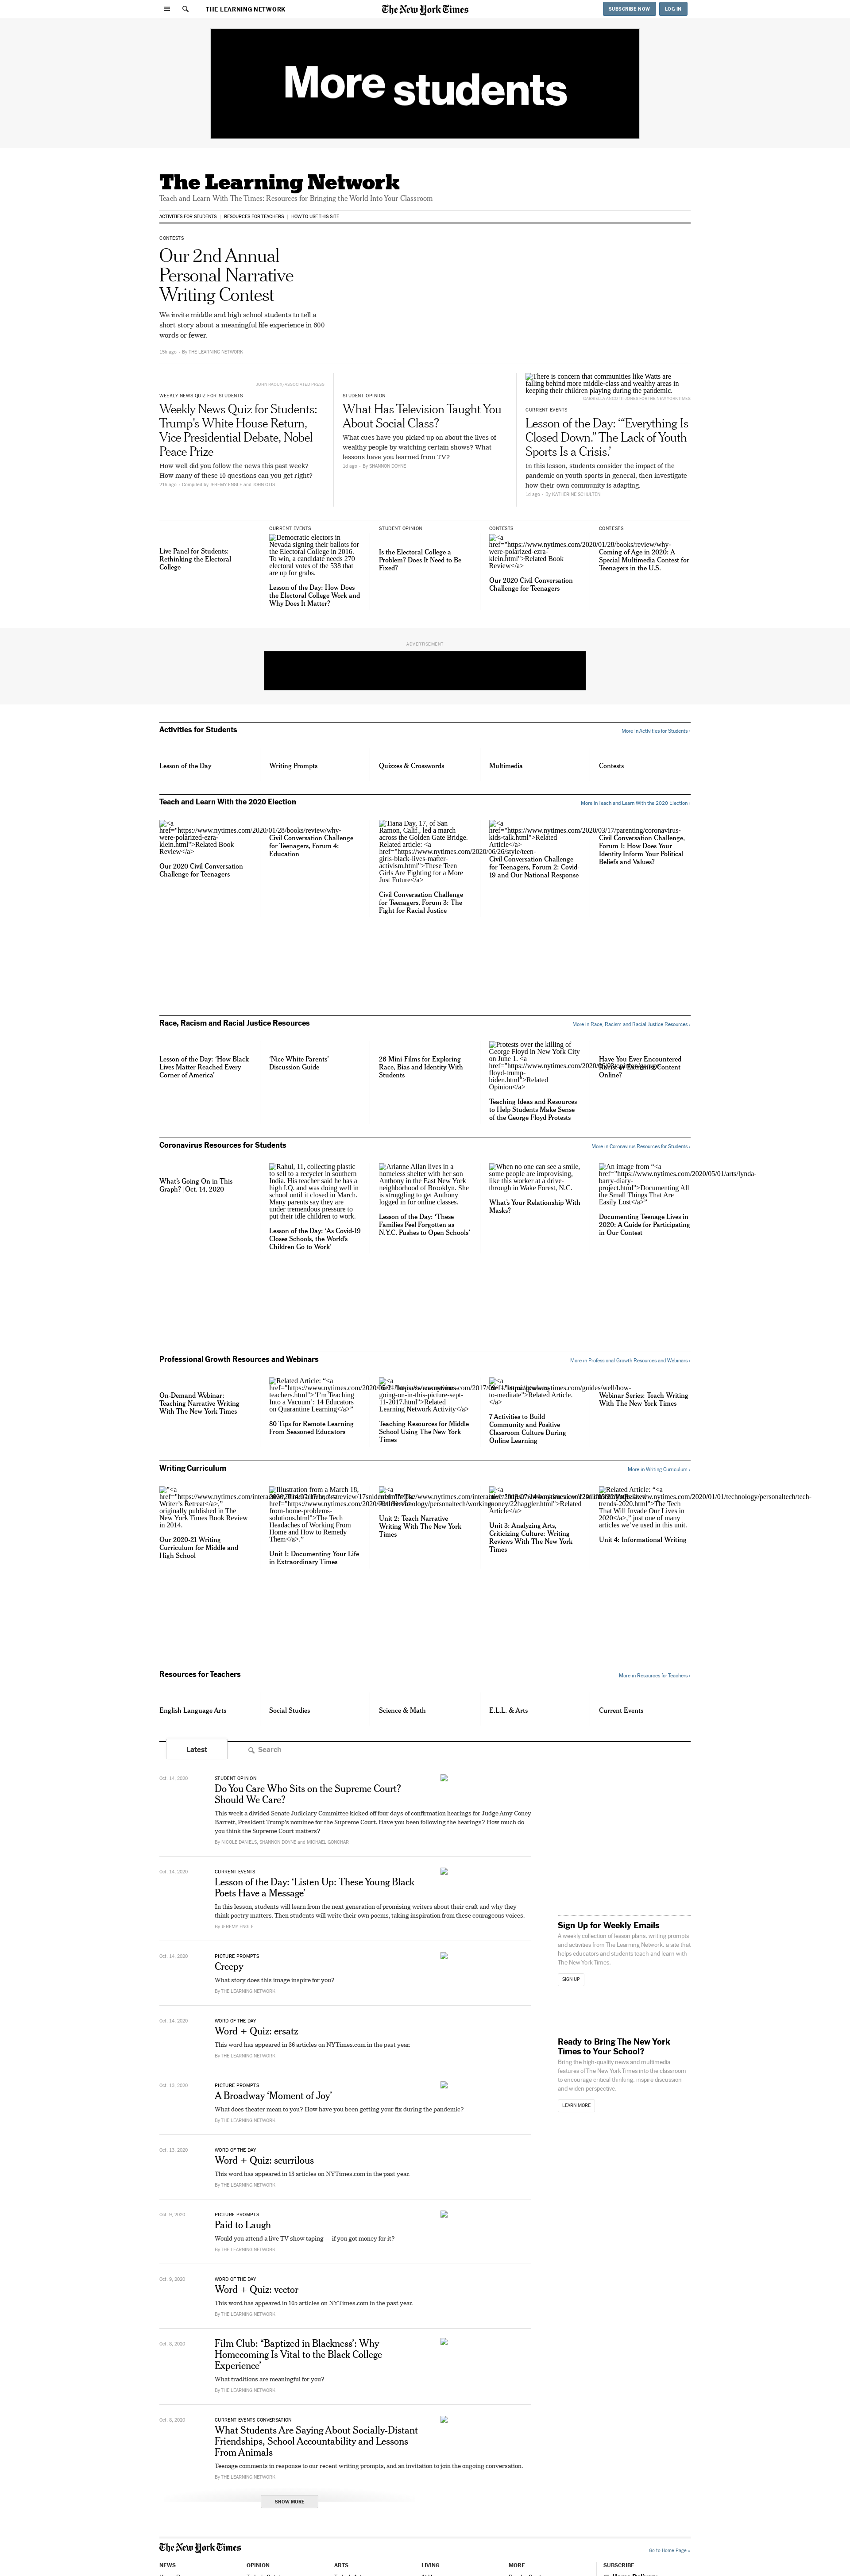 THE LEARNING NETWORK
The New York Times
SUBSCRIBE NOW
LOG IN
More students
The Learning Network
Teach and Learn With The Times: Resources for Bringing the World Into Your Classroom
ACTIVITIES FOR STUDENTS
RESOURCES FOR TEACHERS
HOW TO USE THIS SITE
CONTESTS
Our 2nd Annual
Personal Narrative
Writing Contest
We invite middle and high school students to tell a
short story about a meaningful life experience in 600
words or fewer.
15h ago – By THE LEARNING NETWORK
WEEKLY NEWS QUIZ FOR STUDENTS
Weekly News Quiz for Students:
Trump's White House Return,
Vice Presidential Debate, Nobel
Peace Prize
How well did you follow the news this past week?
How many of these 10 questions can you get right?
21h ago – Compiled by JEREMY ENGLE and JOHN OTIS
STUDENT OPINION
What Has Television Taught You
About Social Class?
What cues have you picked up on about the lives of
wealthy people by watching certain shows? What
lessons have you learned from TV?
1d ago – By SHANNON DOYNE
There is concern that communities like Watts are
falling behind more middle-class and wealthy areas in
keeping their children playing during the pandemic.
CURRENT EVENTS
Lesson of the Day: ‘“Everything Is
Closed Down.” The Lack of Youth
Sports Is a Crisis.’
In this lesson, students consider the impact of the
pandemic on youth sports in general, then investigate
how their own community is adapting.
1d ago – By KATHERINE SCHULTEN
Live Panel for Students:
Rethinking the Electoral
College
CURRENT EVENTS
Democratic electors in
Nevada signing their ballots for
the Electoral College in 2016.
To win, a candidate needs 270
electoral votes of the 538 that
are up for grabs.
Lesson of the Day: How Does
the Electoral College Work and
Why Does It Matter?
STUDENT OPINION
Is the Electoral College a
Problem? Does It Need to Be
Fixed?
CONTESTS
<a
href="https://www.nytimes.com/2020/01/28/books/review/why-
were-polarized-ezra-
klein.html">Related Book
Review</a>
Our 2020 Civil Conversation
Challenge for Teenagers
CONTESTS
Coming of Age in 2020: A
Special Multimedia Contest for
Teenagers in the U.S.
ADVERTISEMENT
Activities for Students
More in Activities for Students ›
Lesson of the Day
Writing Prompts
Quizzes & Crosswords
Multimedia
Contests
Teach and Learn With the 2020 Election
More in Teach and Learn With the 2020 Election ›
<a
href="https://www.nytimes.com/2020/01/28/books/review/why-
were-polarized-ezra-
klein.html">Related Book
Review</a>
Our 2020 Civil Conversation
Challenge for Teenagers
Civil Conversation Challenge
for Teenagers, Forum 4:
Education
Tiana Day, 17, of San
Ramon, Calif., led a march
across the Golden Gate Bridge.
Related article: <a
href="https://www.nytimes.com/2020/06/26/style/teen-
girls-black-lives-matter-
activism.html">These Teen
Girls Are Fighting for a More
Just Future</a>
Civil Conversation Challenge
for Teenagers, Forum 3: The
Fight for Racial Justice
<a
href="https://www.nytimes.com/2020/03/17/parenting/coronavirus-
kids-talk.html">Related
Article</a>
Civil Conversation Challenge
for Teenagers, Forum 2: Covid-
19 and Our National Response
Civil Conversation Challenge,
Forum 1: How Does Your
Identity Inform Your Political
Beliefs and Values?
Race, Racism and Racial Justice Resources
More in Race, Racism and Racial Justice Resources ›
Lesson of the Day: ‘How Black
Lives Matter Reached Every
Corner of America’
‘Nice White Parents’
Discussion Guide
26 Mini-Films for Exploring
Race, Bias and Identity With
Students
Protests over the killing of
George Floyd in New York City
on June 1. <a
floyd-trump-
biden.html">Related
Opinion</a>
Teaching Ideas and Resources
to Help Students Make Sense
of the George Floyd Protests
Have You Ever Encountered
Racist or Extremist Content
Online?
Coronavirus Resources for Students
More in Coronavirus Resources for Students ›
What’s Going On in This
Graph? | Oct. 14, 2020
Rahul, 11, collecting plastic
to sell to a recycler in southern
India. His teacher said he has a
high I.Q. and was doing well in
school until it closed in March.
Many parents say they are
under tremendous pressure to
put their idle children to work.
Lesson of the Day: ‘As Covid-19
Closes Schools, the World’s
Children Go to Work’
Arianne Allan lives in a
homeless shelter with her son
Anthony in the East New York
neighborhood of Brooklyn. She
is struggling to get Anthony
logged in for online classes.
Lesson of the Day: ‘These
Families Feel Forgotten as
N.Y.C. Pushes to Open Schools’
When no one can see a smile,
some people are improvising,
like this worker at a drive-
through in Wake Forest, N.C.
What’s Your Relationship With
Masks?
An image from “<a
href="https://www.nytimes.com/2020/05/01/arts/lynda-
barry-diary-
project.html">Documenting All
the Small Things That Are
Easily Lost</a>”
Documenting Teenage Lives in
2020: A Guide for Participating
in Our Contest
Professional Growth Resources and Webinars
More in Professional Growth Resources and Webinars ›
On-Demand Webinar:
Teaching Narrative Writing
With The New York Times
Related Article: “<a
teachers.html">‘I’m Teaching
Into a Vacuum’: 14 Educators
on Quarantine Learning</a>”
80 Tips for Remote Learning
From Seasoned Educators
<a
going-on-in-this-picture-sept-
11-2017.html">Related
Learning Network Activity</a>
Teaching Resources for Middle
School Using The New York
Times
<a
to-meditate">Related Article.
</a>
7 Activities to Build
Community and Positive
Classroom Culture During
Online Learning
Webinar Series: Teach Writing
With The New York Times
Writing Curriculum
More in Writing Curriculum ›
“<a
Writer’s Retreat</a>,”
originally published in The
New York Times Book Review
in 2014.
Our 2020-21 Writing
Curriculum for Middle and
High School
Illustration from a March 18,
from-home-problems-
solutions.html">The Tech
Headaches of Working From
Home and How to Remedy
Them</a>.”
Unit 1: Documenting Your Life
in Extraordinary Times
<a
Unit 2: Teach Narrative
Writing With The New York
Times
<a
money/22haggler.html">Related
Article</a>
Unit 3: Analyzing Arts,
Criticizing Culture: Writing
Reviews With The New York
Times
Related Article: “<a
trends-2020.html">The Tech
That Will Invade Our Lives in
2020</a>,” just one of many
articles we’ve used in this unit.
Unit 4: Informational Writing
Resources for Teachers
More in Resources for Teachers ›
English Language Arts
Social Studies
Science & Math
E.L.L. & Arts
Current Events
Latest
Search
Oct. 14, 2020
STUDENT OPINION
Do You Care Who Sits on the Supreme Court?
Should We Care?
This week a divided Senate Judiciary Committee kicked off four days of confirmation hearings for Judge Amy Coney
Barrett, President Trump’s nominee for the Supreme Court. Have you been following the hearings? How much do
you think the Supreme Court matters?
By NICOLE DANIELS, SHANNON DOYNE and MICHAEL GONCHAR
Oct. 14, 2020
CURRENT EVENTS
Lesson of the Day: ‘Listen Up: These Young Black
Poets Have a Message’
In this lesson, students will learn from the next generation of promising writers about their craft and why they
think poetry matters. Then students will write their own poems, taking inspiration from these courageous voices.
By JEREMY ENGLE
Oct. 14, 2020
PICTURE PROMPTS
Creepy
What story does this image inspire for you?
By THE LEARNING NETWORK
Oct. 14, 2020
WORD OF THE DAY
Word + Quiz: ersatz
This word has appeared in 36 articles on NYTimes.com in the past year.
By THE LEARNING NETWORK
Oct. 13, 2020
PICTURE PROMPTS
A Broadway ‘Moment of Joy’
What does theater mean to you? How have you been getting your fix during the pandemic?
By THE LEARNING NETWORK
Oct. 13, 2020
WORD OF THE DAY
Word + Quiz: scurrilous
This word has appeared in 13 articles on NYTimes.com in the past year.
By THE LEARNING NETWORK
Oct. 9, 2020
PICTURE PROMPTS
Paid to Laugh
Would you attend a live TV show taping — if you got money for it?
By THE LEARNING NETWORK
Oct. 9, 2020
WORD OF THE DAY
Word + Quiz: vector
This word has appeared in 105 articles on NYTimes.com in the past year.
By THE LEARNING NETWORK
Oct. 8, 2020
Film Club: “Baptized in Blackness’: Why
Homecoming Is Vital to the Black College
Experience’
What traditions are meaningful for you?
By THE LEARNING NETWORK
Oct. 8, 2020
CURRENT EVENTS CONVERSATION
What Students Are Saying About Socially-Distant
Friendships, School Accountability and Lessons
From Animals
Teenage comments in response to our recent writing prompts, and an invitation to join the ongoing conversation.
By THE LEARNING NETWORK
SHOW MORE
Sign Up for Weekly Emails
A weekly collection of lesson plans, writing prompts
and activities from The Learning Network, a site that
helps educators and students teach and learn with
The New York Times.
SIGN UP
Ready to Bring The New York
Times to Your School?
Bring the high-quality news and multimedia
features of The New York Times into the classroom
to encourage critical thinking, inspire discussion
and widen perspective.
LEARN MORE
The New York Times
Go to Home Page »
NEWS
OPINION
ARTS
LIVING
MORE
SUBSCRIBE